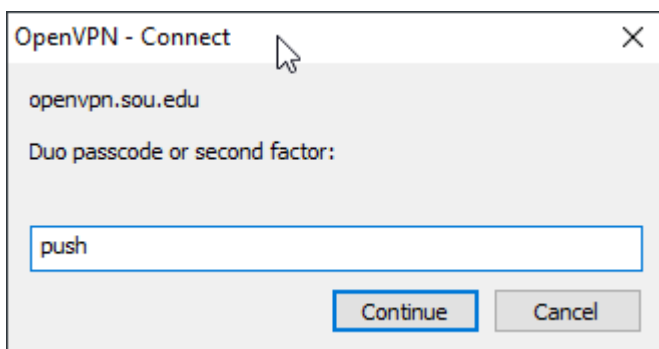 OpenVPN - Connect
openvpn.sou.edu
Duo passcode or second factor:
push
Continue
Cancel